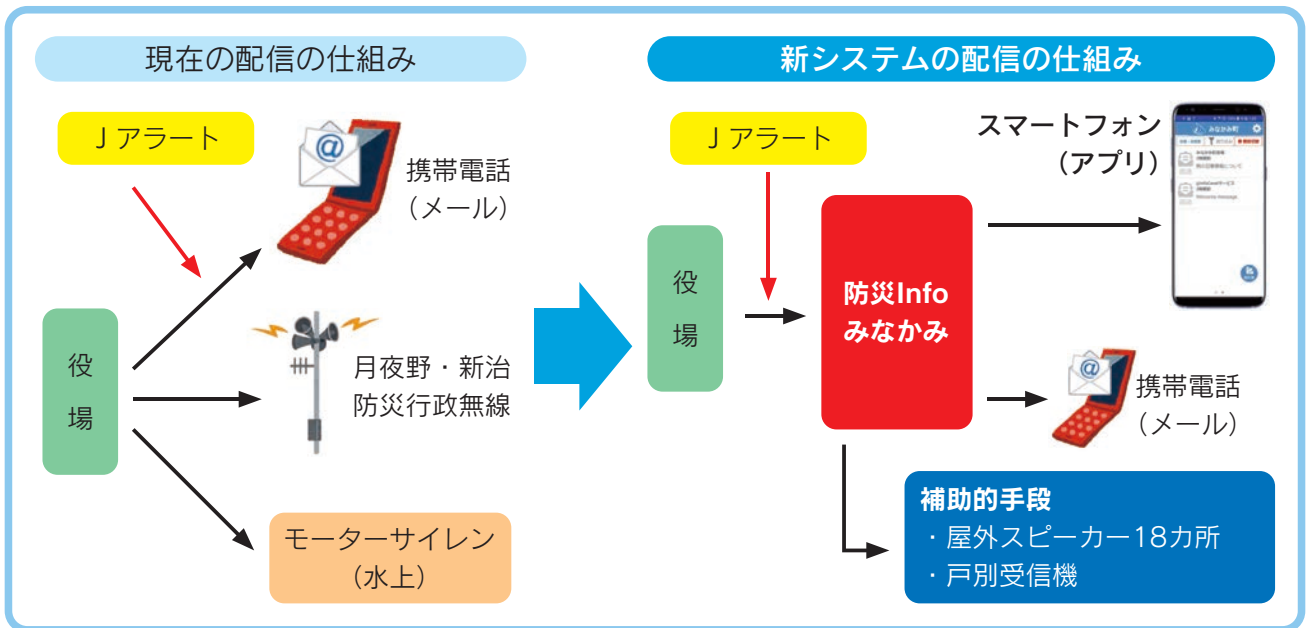 現在の配信の仕組み
Ｊアラート
@
携帯電話
（メール）
役
場
月夜野・新治
防災行政無線
モーターサイレン
（水上）
新システムの配信の仕組み
Ｊアラート
スマートフォン
（アプリ）
みなかみ町
役
場
防災Info
みなかみ
@
携帯電話
（メール）
補助的手段
・屋外スピーカー18カ所
・戸別受信機